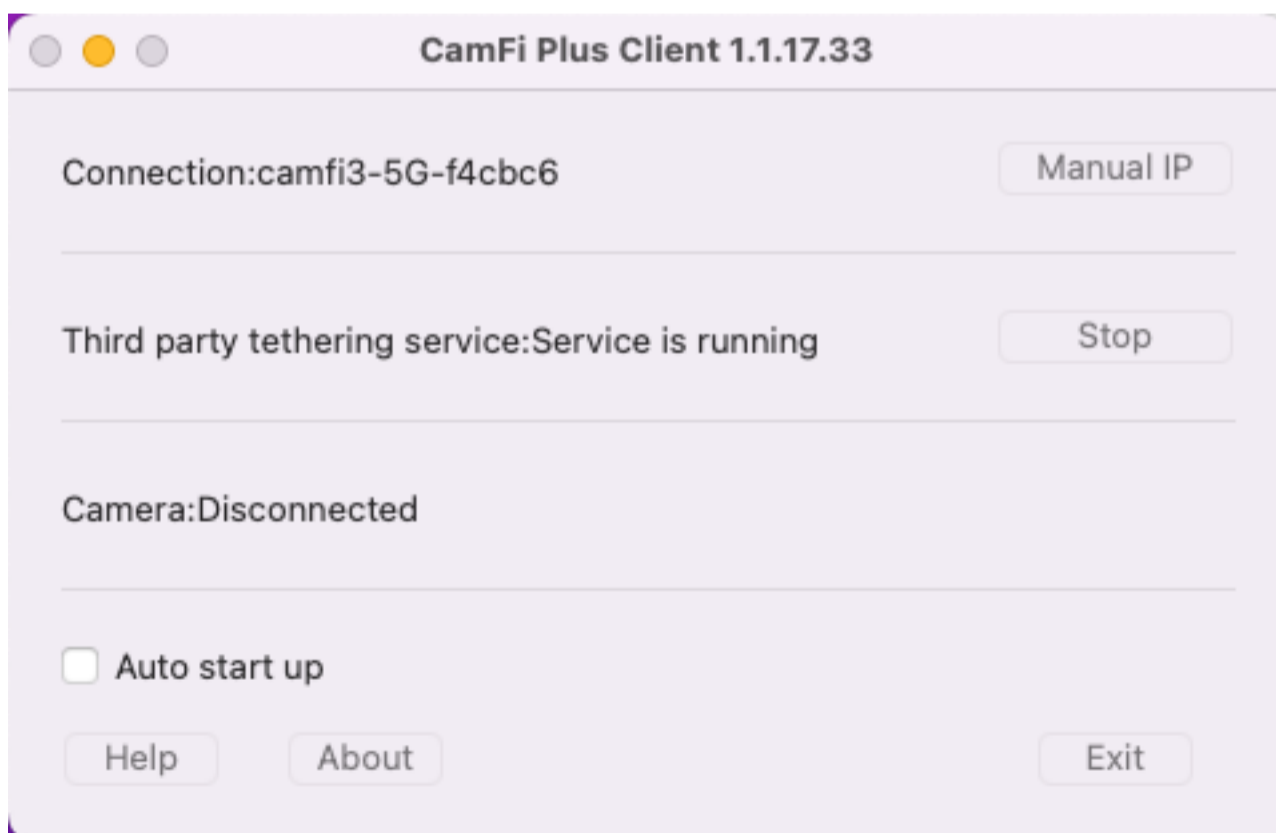 CamFi Plus Client 1.1.17.33
Connection:camfi3-5G-f4cbc6
Manual IP
Third party tethering service:Service is running
Stop
Camera:Disconnected
Auto start up
Help
About
Exit